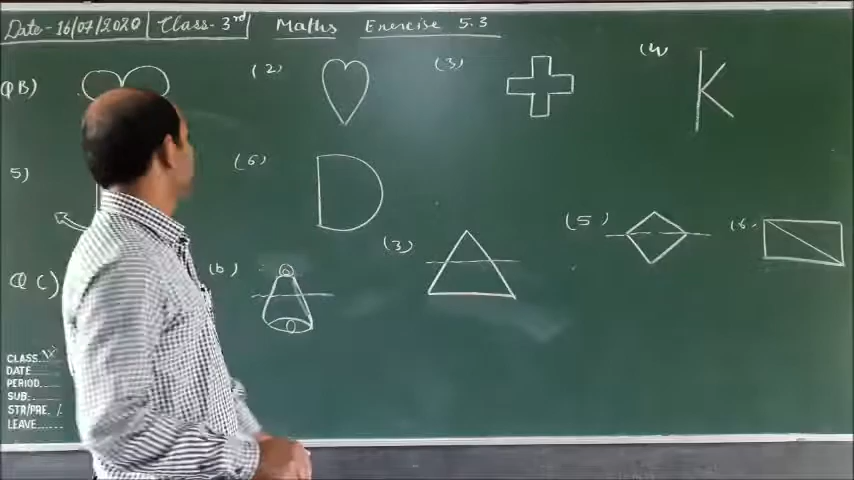 Date - 16/07/2020 Class - 3rd Maths Exercise 5.3
QB) (2) (3) (4)
5) (6)
K
D
Q C) (b) (3) (5) (6.
CLASS
DATE
PERIOD
SUB.
STR/PRE. /
LEAVE